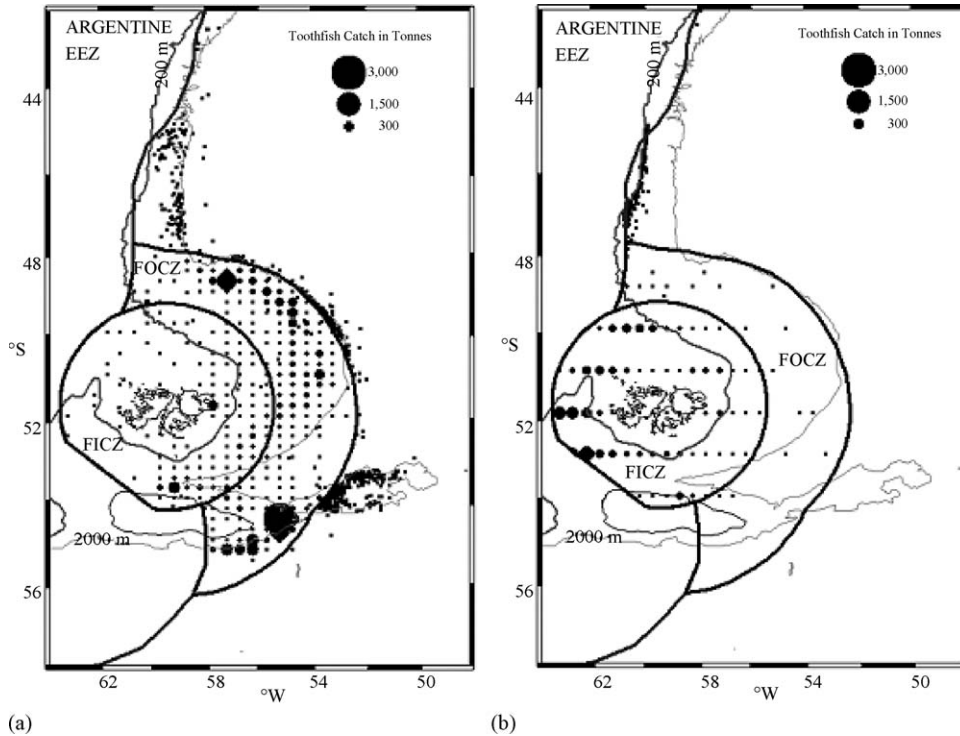 ARGENTINE
EEZ
200 m
Toothfish Catch in Tonnes
3,000
1,500
300
44
48
°S
52
56
FOCZ
FICZ
2000 m
62
58
54
50
°W
(a)
ARGENTINE
EEZ
200 m
Toothfish Catch in Tonnes
3,000
1,500
300
44
48
°S
52
56
FOCZ
FICZ
2000 m
62
58
54
50
°W
(b)